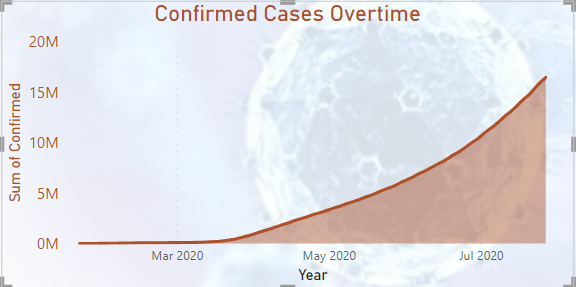 Confirmed Cases Overtime
20M
15M
10M
5M
0M
Sum of Confirmed
Mar 2020
May 2020
Jul 2020
Year